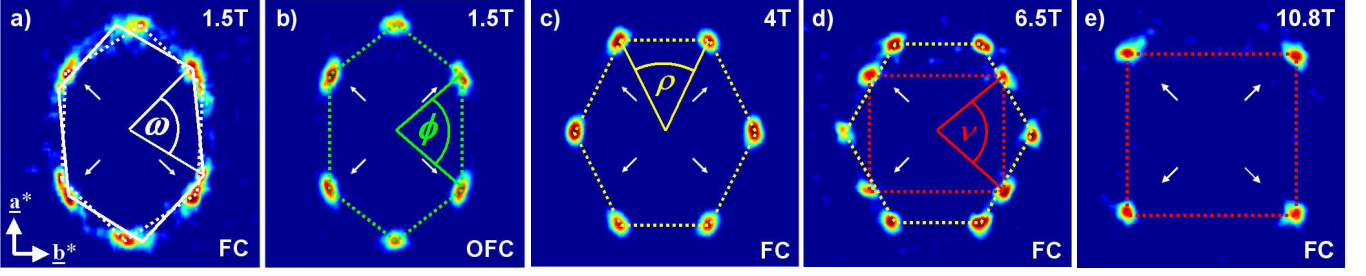 a) 1.5T
ω
a*
b*
FC
b) 1.5T
ϕ
OFC
c) 4T
ρ
FC
d) 6.5T
ν
FC
e) 10.8T
FC